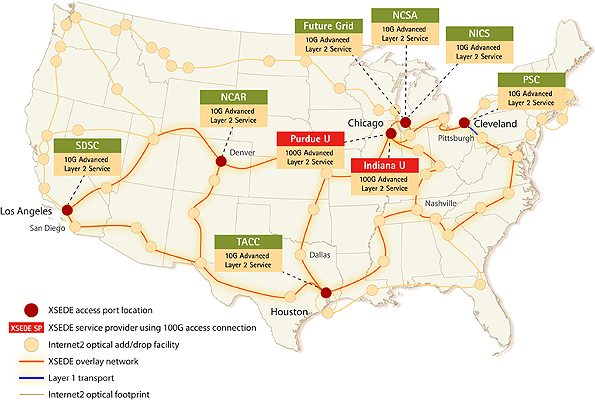 Future Grid
10G Advanced
Layer 2 Service
NCSA
10G Advanced
Layer 2 Service
NICS
10G Advanced
Layer 2 Service
PSC
10G Advanced
Layer 2 Service
NCAR
10G Advanced
Layer 2 Service
SDSC
10G Advanced
Layer 2 Service
Chicago
Cleveland
Pittsburgh
Denver
Purdue U
100G Advanced
Layer 2 Service
Indiana U
100G Advanced
Layer 2 Service
Los Angeles
San Diego
Nashville
TACC
10G Advanced
Layer 2 Service
Dallas
Houston
XSEDE access port location
XSEDE SP XSEDE service provider using 100G access connection
Internet2 optical add/drop facility
XSEDE overlay network
Layer 1 transport
Internet2 optical footprint